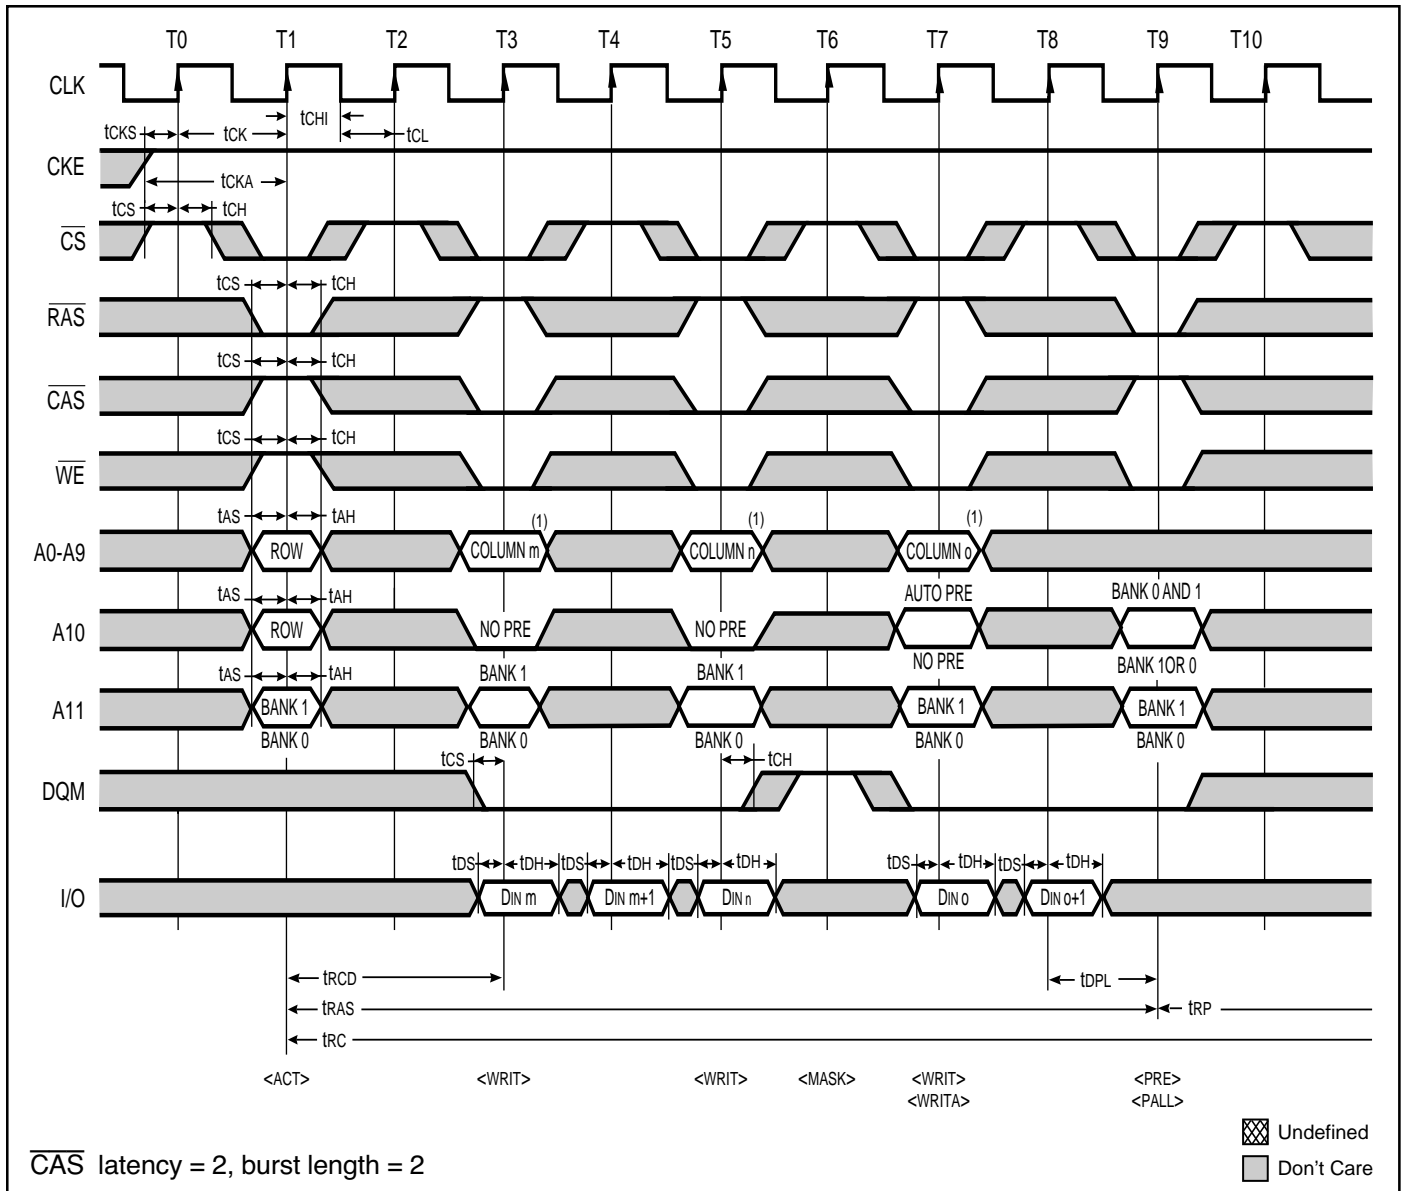 T0 T1 T2 T3 T4 T5 T6 T7 T8 T9 T10
CLK
tCHI
tCKS tCK tCL
CKE
tCKA
tCS tCH
CS
tCS tCH
RAS
tCS tCH
CAS
tCS tCH
WE
tAS tAH (1) (1) (1)
A0-A9 ROW COLUMN m COLUMN n COLUMN o
tAS tAH AUTO PRE BANK 0 AND 1
A10 ROW NO PRE NO PRE
NO PRE BANK 1OR 0
tAS tAH BANK 1 BANK 1
A11 BANK 1 BANK 1 BANK 1
BANK 0 BANK 0 BANK 0 BANK 0 BANK 0
tCS tCH
DQM
tDS tDH tDS tDH tDS tDH tDS tDH tDS tDH
I/O DIN m DIN m+1 DIN n DIN o DIN o+1
tRCD tDPL
tRAS tRP
tRC
<ACT> <WRIT> <WRIT> <MASK> <WRIT> <PRE>
<WRITA> <PALL>
Undefined
CAS latency = 2, burst length = 2 Don't Care